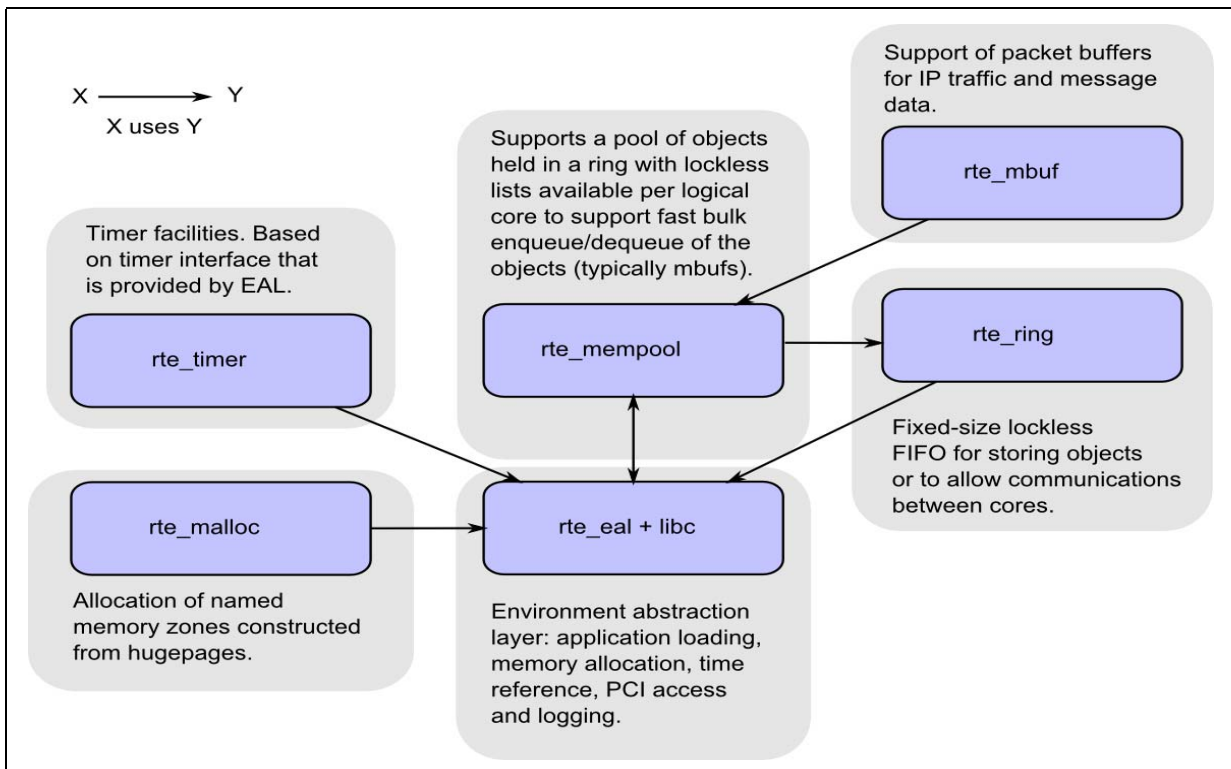 X Y
X uses Y
Support of packet buffers
for IP traffic and message
data.
rte_mbuf
Supports a pool of objects
held in a ring with lockless
lists available per logical
core to support fast bulk
enqueue/dequeue of the
objects (typically mbufs).
rte_mempool
Timer facilities. Based
on timer interface that
is provided by EAL.
rte_timer
rte_ring
Fixed-size lockless
FIFO for storing objects
or to allow communications
between cores.
rte_malloc
Allocation of named
memory zones constructed
from hugepages.
rte_eal + libc
Environment abstraction
layer: application loading,
memory allocation, time
reference, PCI access
and logging.